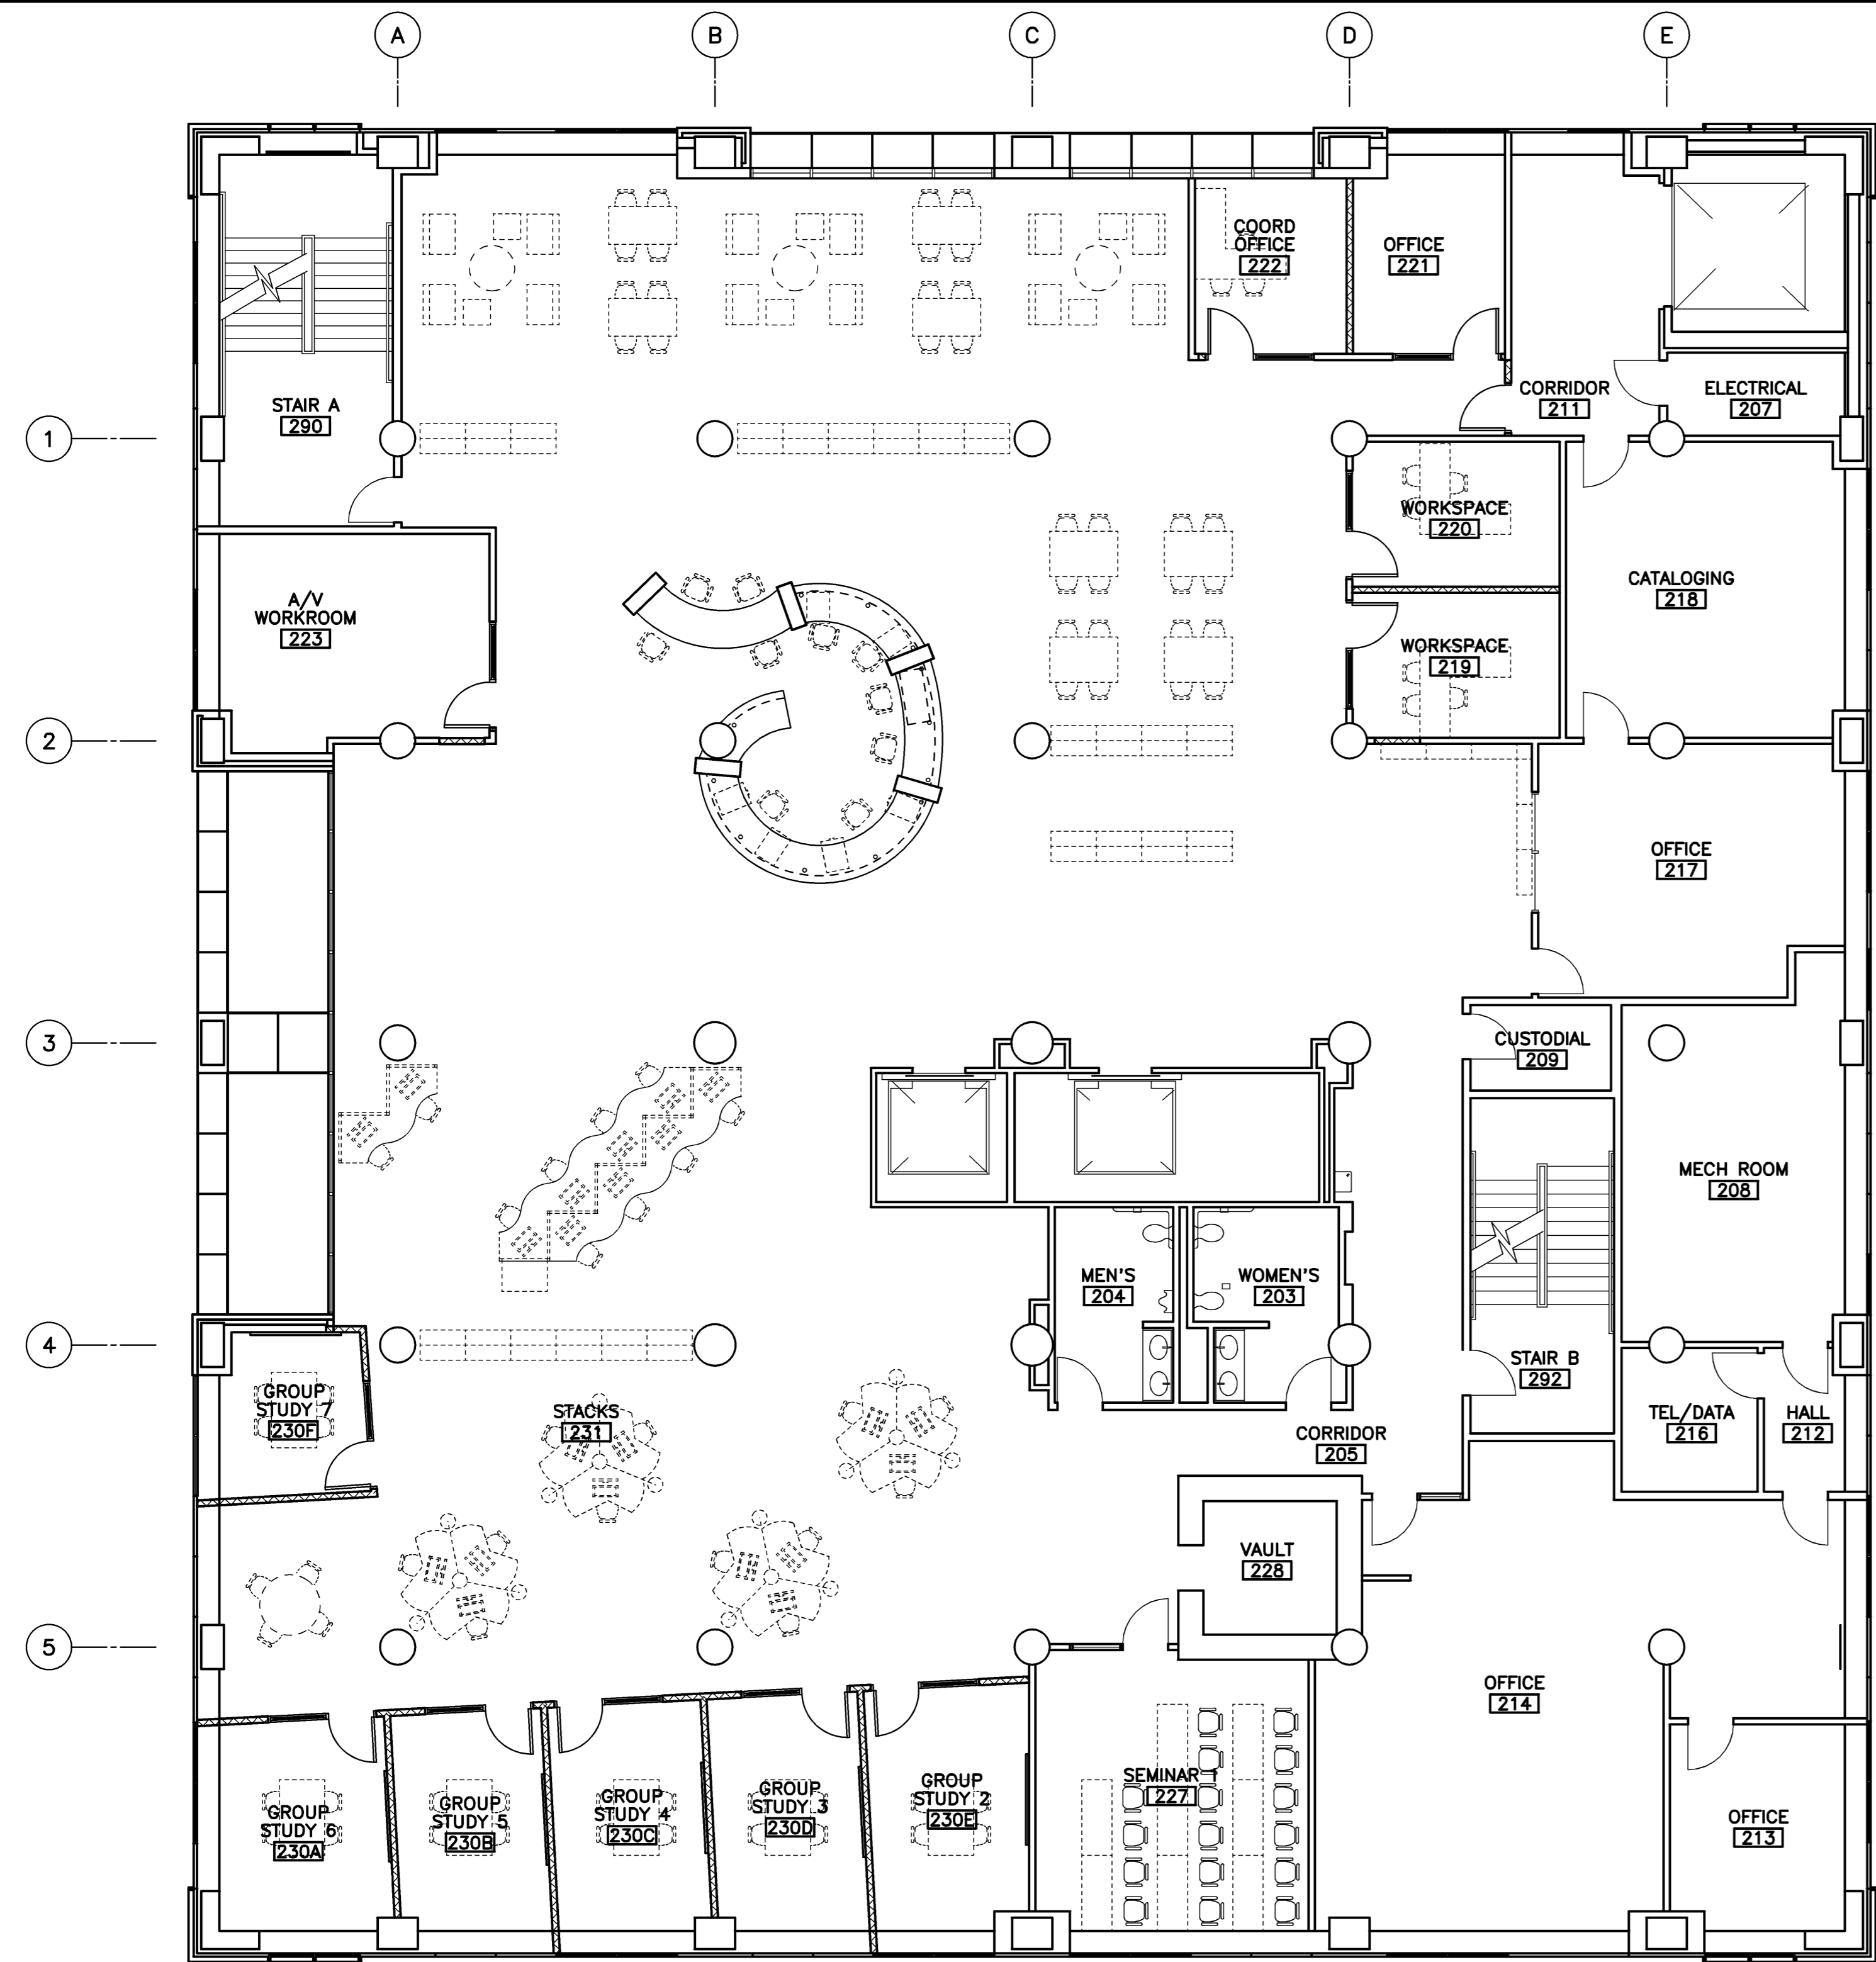 A
B
C
D
E
1
2
3
4
5
COORD
OFFICE
222
OFFICE
221
STAIR A
290
CORRIDOR
211
ELECTRICAL
207
WORKSPACE
220
CATALOGING
218
A/V
WORKROOM
223
WORKSPACE
219
OFFICE
217
CUSTODIAL
209
MECH ROOM
208
MEN'S
204
WOMEN'S
203
STAIR B
292
GROUP
STUDY 7
230F
STACKS
231
CORRIDOR
205
TEL/DATA
216
HALL
212
VAULT
228
OFFICE
214
SEMINAR 1
227
GROUP
STUDY 6
230A
GROUP
STUDY 5
230B
GROUP
STUDY 4
230C
GROUP
STUDY 3
230D
GROUP
STUDY 2
230E
OFFICE
213